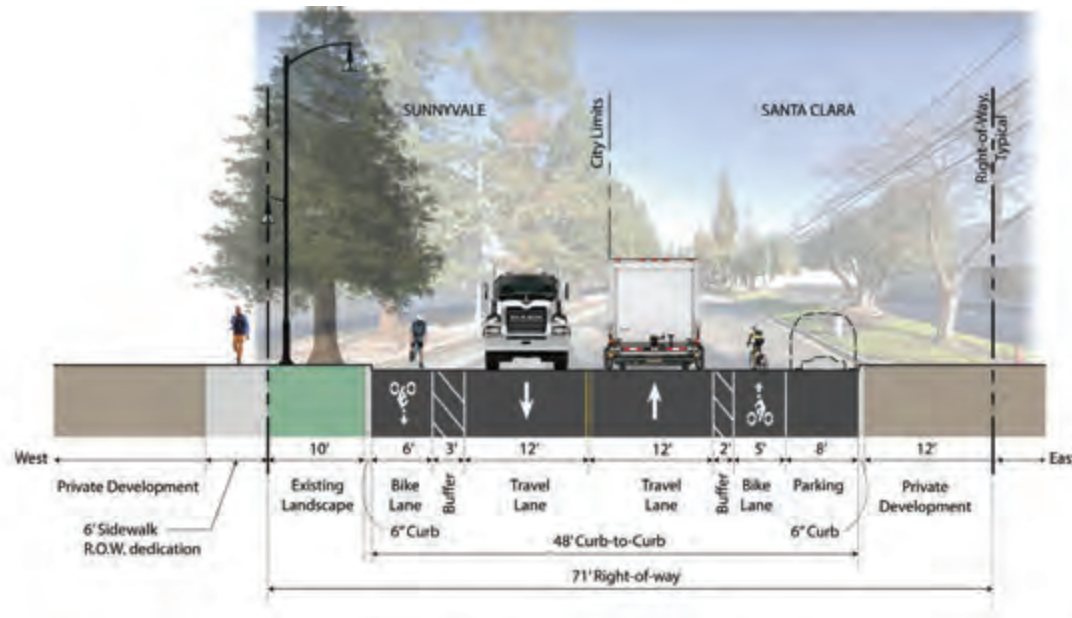 SUNNYVALE
SANTA CLARA
City Limits
Right-of-Way,
Typical
10'
6'
3'
12'
12'
2'
5'
8'
12'
West
East
Private Development
Existing
Landscape
Bike
Lane
Buffer
Travel
Lane
Travel
Lane
Buffer
Bike
Lane
Parking
Private
Development
6' Sidewalk
R.O.W. dedication
6" Curb
6" Curb
48' Curb-to-Curb
71' Right-of-way